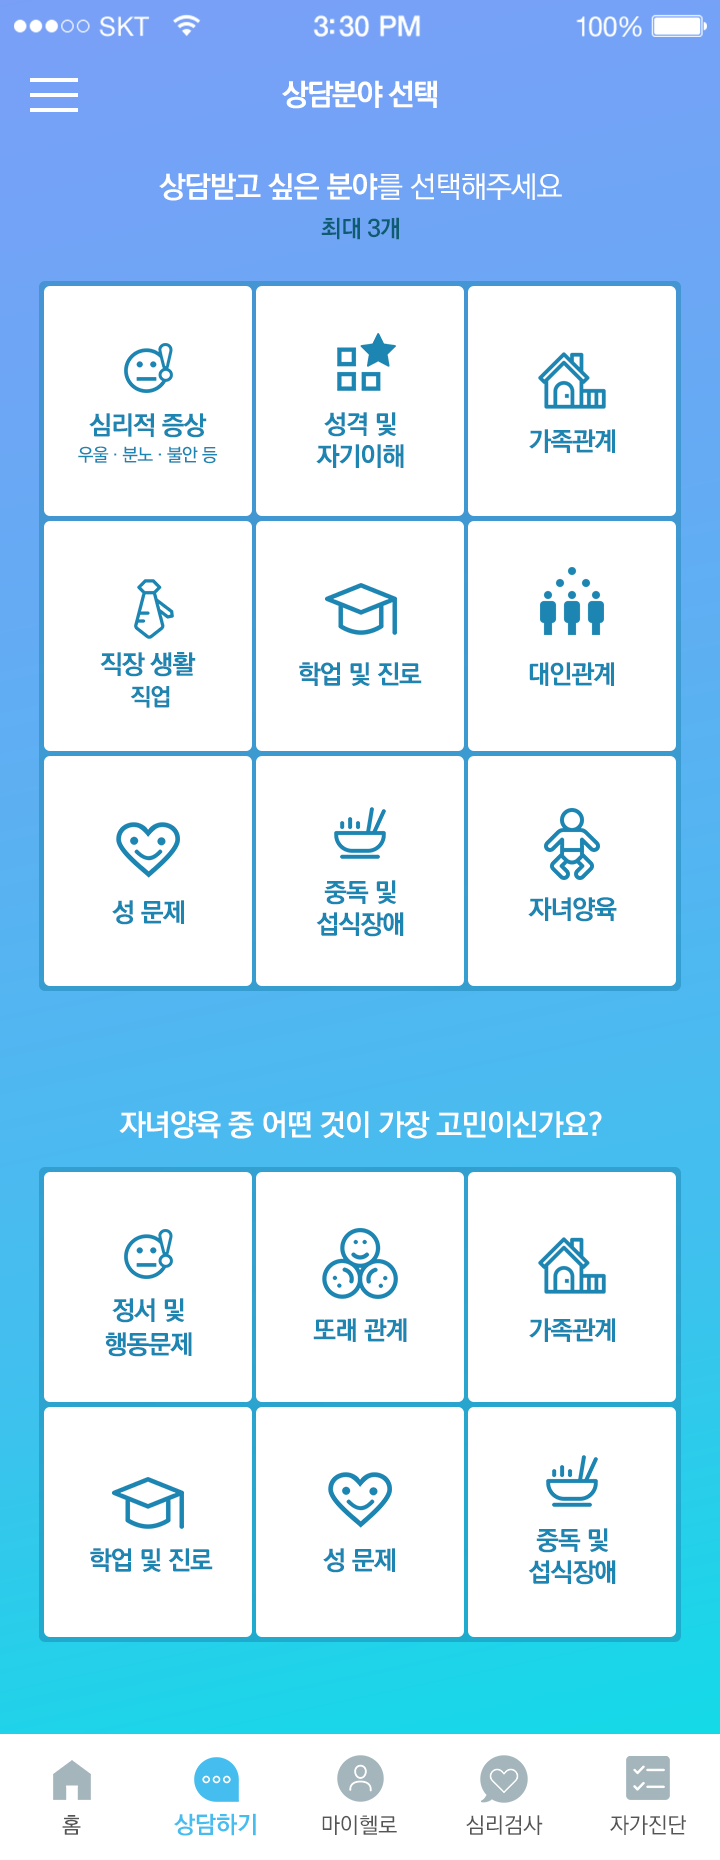 SKT 3:30 PM 100%
상담분야 선택
상담받고 싶은 분야를 선택해주세요
최대 3개
심리적 증상
우울 · 분노 · 불안 등
성격 및
자기이해
가족관계
직장 생활
직업
학업 및 진로
대인관계
성 문제
중독 및
섭식장애
자녀양육
자녀양육 중 어떤 것이 가장 고민이신가요?
정서 및
행동문제
또래 관계
가족관계
학업 및 진로
성 문제
중독 및
섭식장애
홈 상담하기 마이헬로 심리검사 자가진단